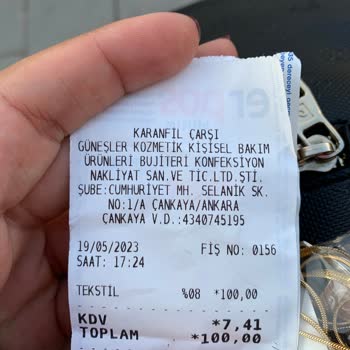 KARANFİL ÇARŞI
GÜNEŞLER KOZMETİK KİŞİSEL BAKIM
ÜRÜNLERİ BUJİTERİ KONFEKSİYON
NAKLİYAT SAN.VE TİC.LTD.ŞTİ.
ŞUBE:CUMHURİYET MH. SELANİK SK.
NO:1/A ÇANKAYA/ANKARA
ÇANKAYA V.D.:4340745195
19/05/2023 FİŞ NO: 0156
SAAT: 17:24
TEKSTİL %08 *100,00
KDV *7,41
TOPLAM *100,00